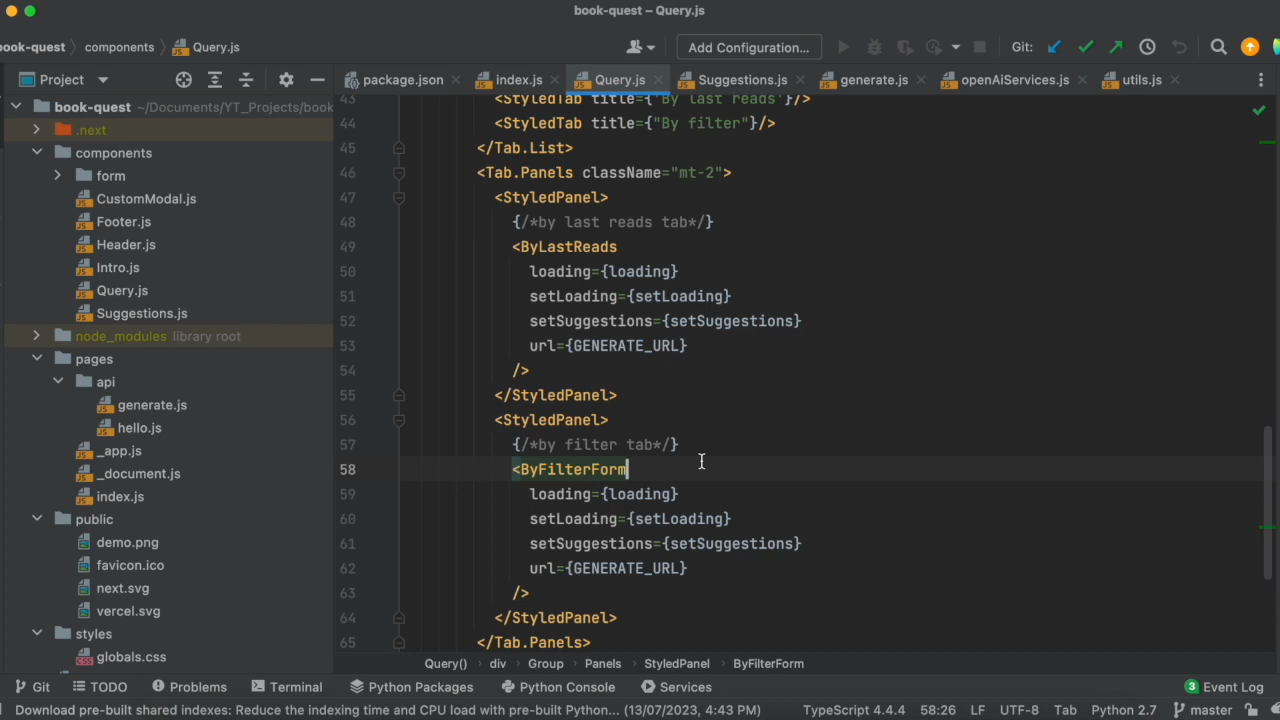 book-quest – Query.js
book-quest
components
Query.js
Add Configuration...
Git:
Project
package.json
index.js
Query.js
Suggestions.js
generate.js
openAiServices.js
utils.js
book-quest ~/Documents/YT_Projects/book
.next
components
form
CustomModal.js
Footer.js
Header.js
Intro.js
Query.js
Suggestions.js
node_modules library root
pages
api
generate.js
hello.js
_app.js
_document.js
index.js
public
demo.png
favicon.ico
next.svg
vercel.svg
styles
globals.css
43 <StyledTab title={"By last reads"}/>
44 <StyledTab title={"By filter"}/>
45 </Tab.List>
46 <Tab.Panels className="mt-2">
47 <StyledPanel>
48 {/*by last reads tab*/}
49 <ByLastReads
50 loading={loading}
51 setLoading={setLoading}
52 setSuggestions={setSuggestions}
53 url={GENERATE_URL}
54 />
55 </StyledPanel>
56 <StyledPanel>
57 {/*by filter tab*/}
58 <ByFilterForm
59 loading={loading}
60 setLoading={setLoading}
61 setSuggestions={setSuggestions}
62 url={GENERATE_URL}
63 />
64 </StyledPanel>
65 </Tab.Panels>
Query() div Group Panels StyledPanel ByFilterForm
Git TODO Problems Terminal Python Packages Python Console Services 3 Event Log
Download pre-built shared indexes: Reduce the indexing time and CPU load with pre-built Python... (13/07/2023, 4:43 PM) TypeScript 4.4.4 58:26 LF UTF-8 Tab Python 2.7 master